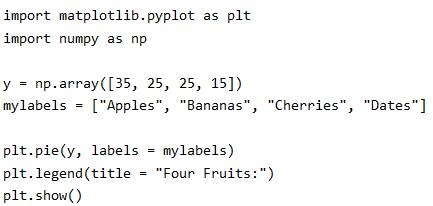 import matplotlib.pyplot as plt
import numpy as np
y = np.array([35, 25, 25, 15])
mylabels = ["Apples", "Bananas", "Cherries", "Dates"]
plt.pie(y, labels = mylabels)
plt.legend(title = "Four Fruits:")
plt.show()